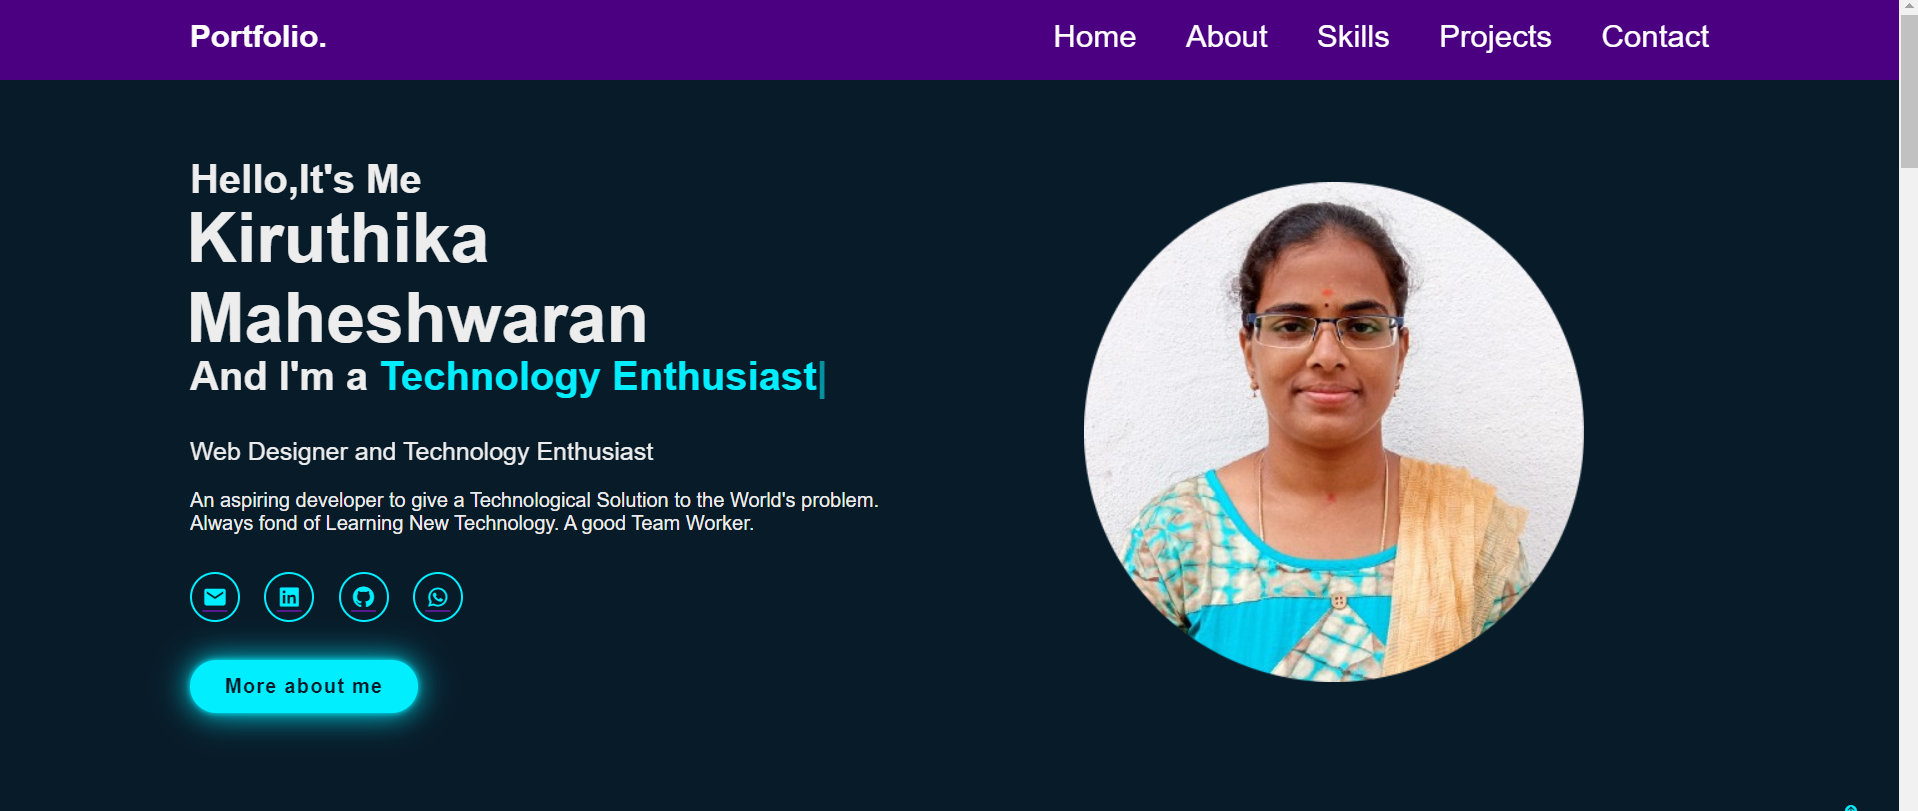 Portfolio.
Home About Skills Projects Contact
Hello,It's Me
Kiruthika
Maheshwaran
And I'm a Technology Enthusiast|
Web Designer and Technology Enthusiast
An aspiring developer to give a Technological Solution to the World's problem.
Always fond of Learning New Technology. A good Team Worker.
in
More about me